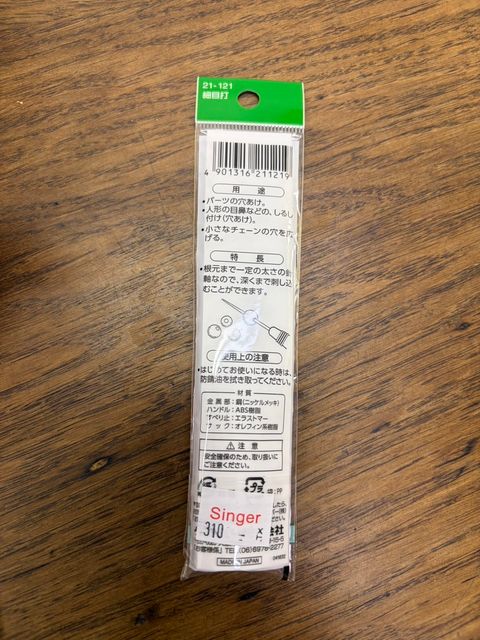 21-121
細目打
4 901316 211219
用途
・パーツの穴あけ。
・人形の目鼻などの、しるし
付け(穴あけ)。
・小さなチェーンの穴を広
げる。
特長
・根元まで一定の太さの針
軸なので、深くまで刺し込
むことができます。
使用上の注意
・はじめてお使いになる時は、
防錆油を拭き取ってください。
材質
金属部:鋼(ニッケルメッキ)
ハンドル:ABS樹脂
すべり止:エラストマー
サック:オレフィン系樹脂
注意
安全確保のため、取り扱いに
ご注意ください。
プラ
袋:PP
Singer
310
会社
TEL.(06)6976-2277
MADE IN JAPAN